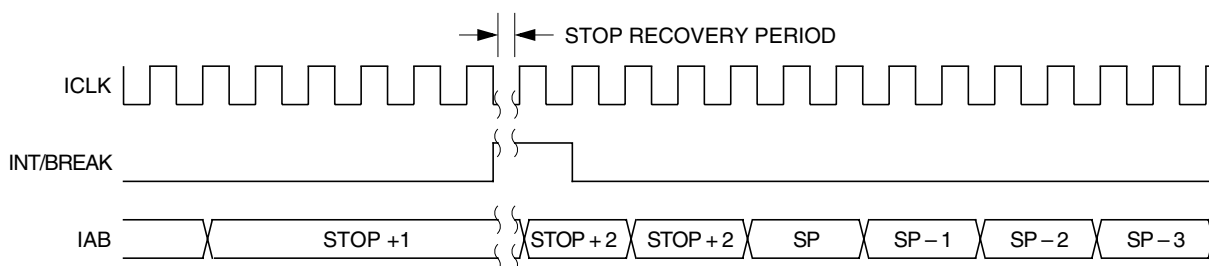 STOP RECOVERY PERIOD
ICLK
INT/BREAK
IAB STOP +1 STOP + 2 STOP + 2 SP SP – 1 SP – 2 SP – 3